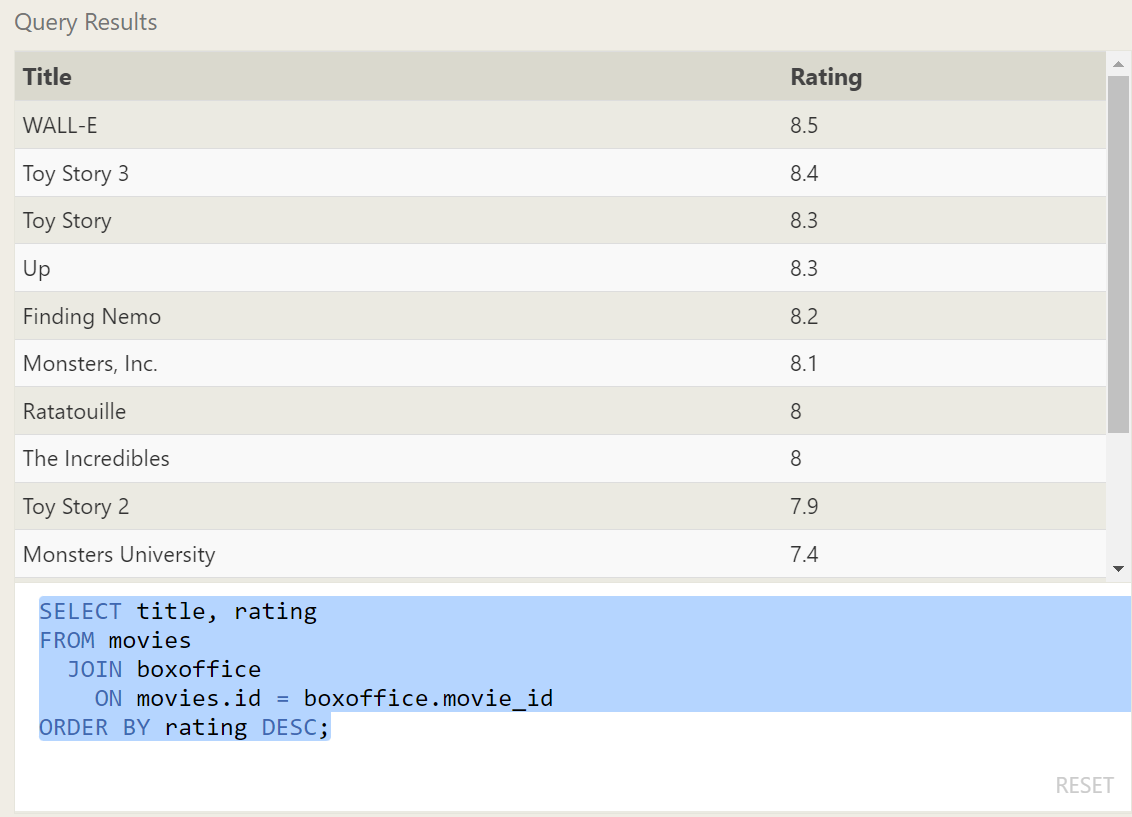 Query Results
Title Rating
WALL-E 8.5
Toy Story 3 8.4
Toy Story 8.3
Up 8.3
Finding Nemo 8.2
Monsters, Inc. 8.1
Ratatouille 8
The Incredibles 8
Toy Story 2 7.9
Monsters University 7.4
SELECT title, rating
FROM movies
  JOIN boxoffice
    ON movies.id = boxoffice.movie_id
ORDER BY rating DESC;
RESET